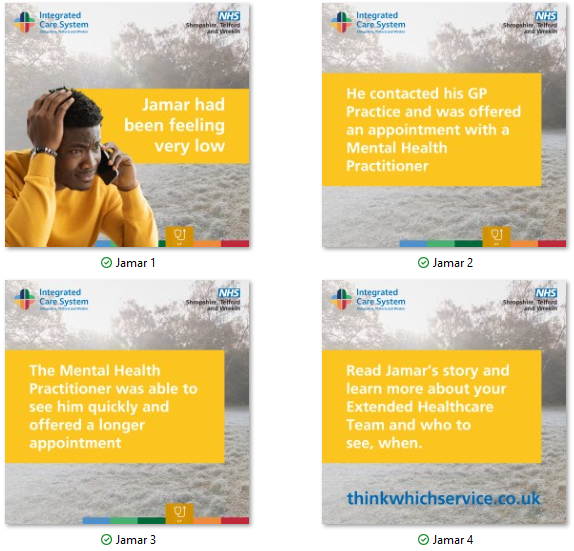 Integrated
Care System
Shropshire, Telford and Wrekin
NHS
Shropshire, Telford
and Wrekin
Jamar had
been feeling
very low
Jamar 1
Integrated
Care System
Shropshire, Telford and Wrekin
NHS
Shropshire, Telford
and Wrekin
He contacted his GP
Practice and was offered
an appointment with a
Mental Health
Practitioner
Jamar 2
Integrated
Care System
Shropshire, Telford and Wrekin
NHS
Shropshire, Telford
and Wrekin
The Mental Health
Practitioner was able to
see him quickly and
offered a longer
appointment
Jamar 3
Integrated
Care System
Shropshire, Telford and Wrekin
NHS
Shropshire, Telford
and Wrekin
Read Jamar's story and
learn more about your
Extended Healthcare
Team and who to
see, when.
thinkwhichservice.co.uk
Jamar 4